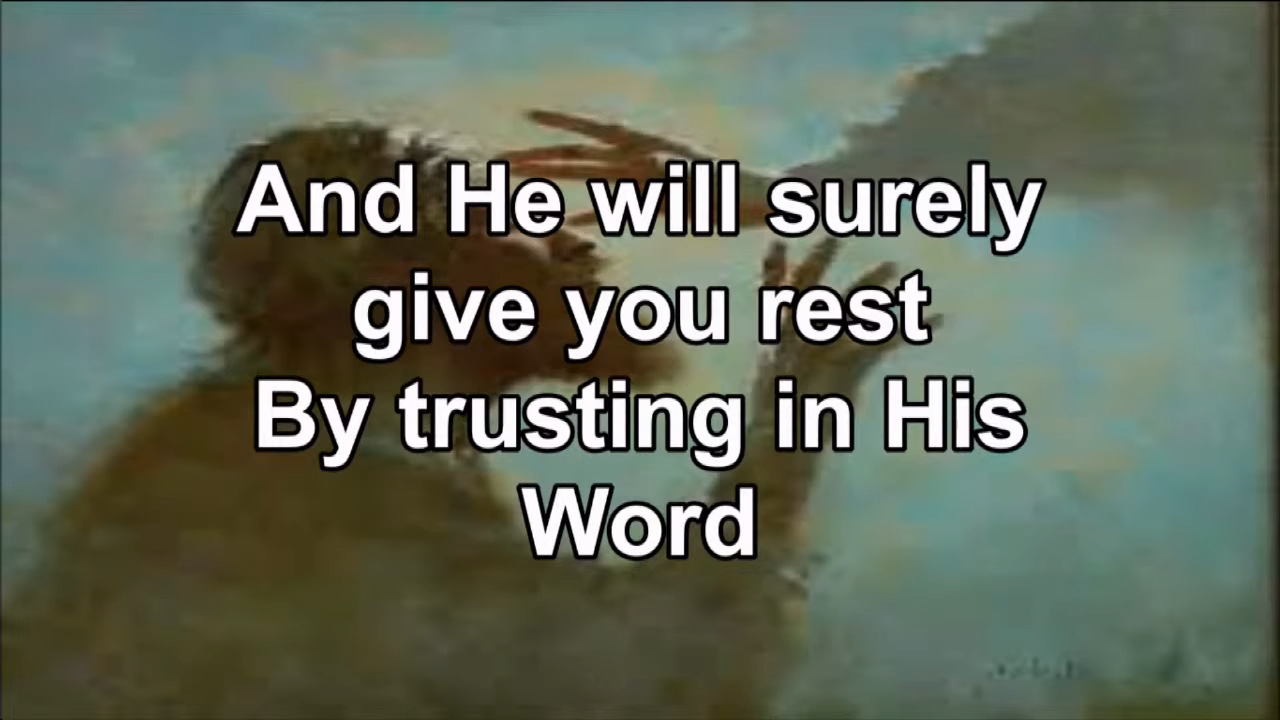 And He will surely
give you rest
By trusting in His
Word